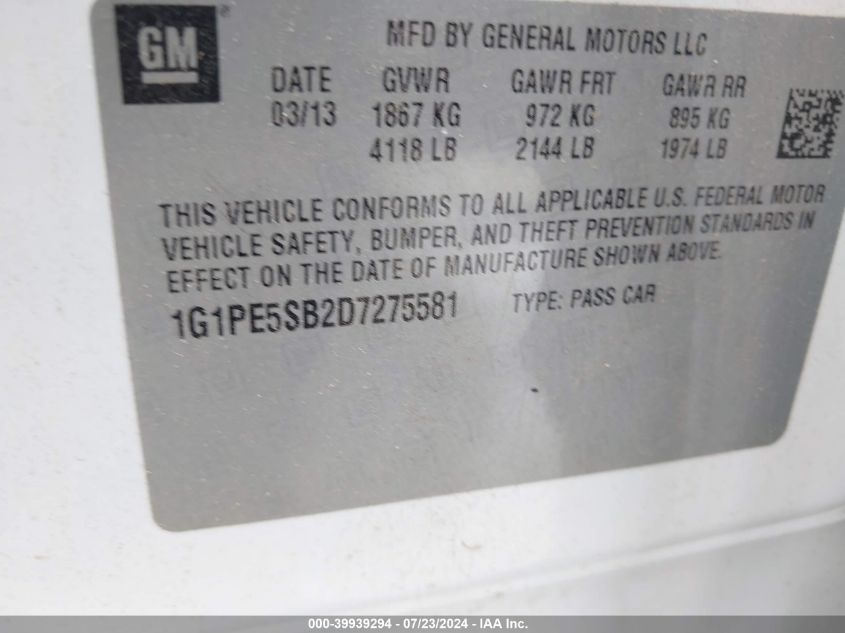 GM®
MFD BY GENERAL MOTORS LLC
DATE GVWR GAWR FRT GAWR RR
03/13 1867 KG 972 KG 895 KG
4118 LB 2144 LB 1974 LB
THIS VEHICLE CONFORMS TO ALL APPLICABLE U.S. FEDERAL MOTOR
VEHICLE SAFETY, BUMPER, AND THEFT PREVENTION STANDARDS IN
EFFECT ON THE DATE OF MANUFACTURE SHOWN ABOVE.
1G1PE5SB2D7275581 TYPE: PASS CAR
000-39939294 - 07/23/2024 - IAA Inc.